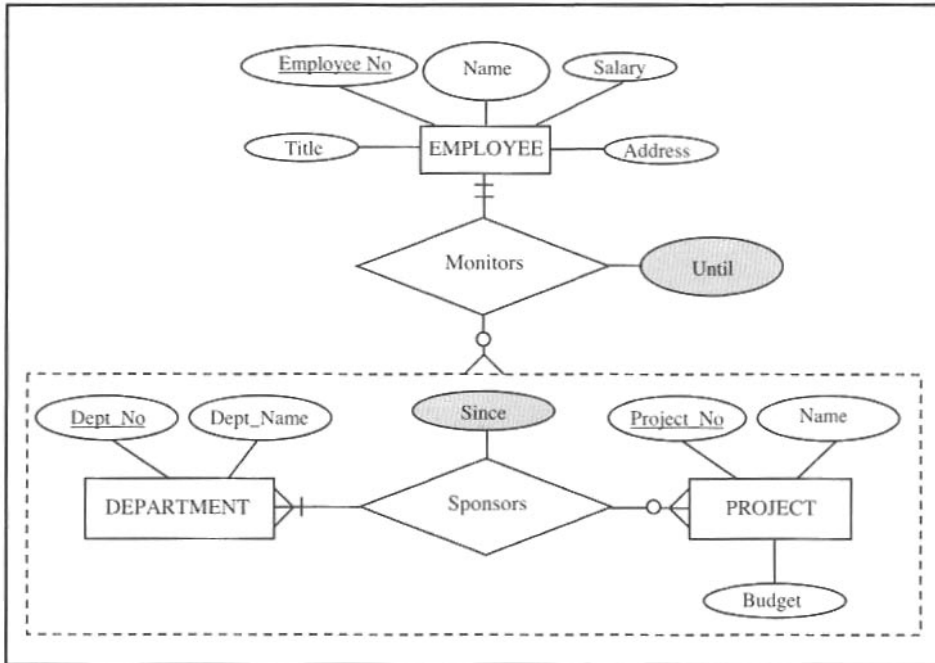 Employee No
Name
Salary
Title
EMPLOYEE
Address
Monitors
Until
Dept_No
Dept_Name
Since
Project_No
Name
DEPARTMENT
Sponsors
PROJECT
Budget